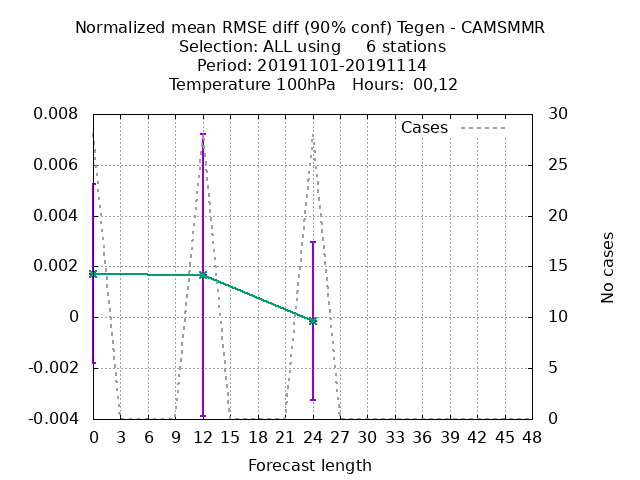 Normalized mean RMSE diff (90% conf) Tegen - CAMSMMR
Selection: ALL using     6 stations
Period: 20191101-20191114
Temperature 100hPa   Hours:  00,12
0.008
0.006
0.004
0.002
0
-0.002
-0.004
Cases
30
25
20
15
10
5
0
No cases
0 3 6 9 12 15 18 21 24 27 30 33 36 39 42 45 48
Forecast length